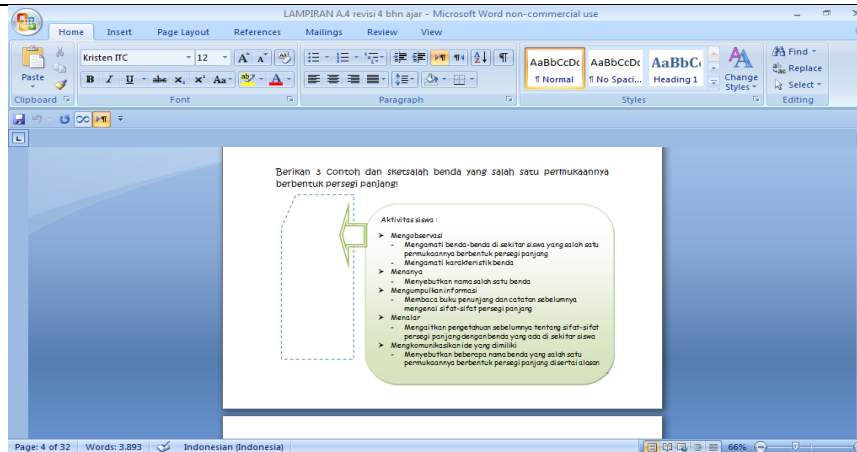 LAMPIRAN A.4 revisi 4 bhn ajar - Microsoft Word non-commercial use
Home Insert Page Layout References Mailings Review View
Paste
Clipboard
Kristen ITC 12
B I U abc x₂ x² Aa
Font
Paragraph
AaBbCcDc AaBbCcDc AaBbC
¶ Normal ¶ No Spaci... Heading 1
Change Styles
Styles
Find
Replace
Select
Editing
Berikan 3 Contoh dan sketsalah benda yang salah satu permukaannya
berbentuk persegi panjang!
Aktivitas siswa :
➤ Mengobservasi
- Mengamati benda-benda di sekitar siswa yang salah satu
permukaannya berbentuk persegi panjang
- Mengamati karakteristik benda
➤ Menanya
- Menyebutkan nama salah satu benda
➤ Mengumpulkan informasi
- Membaca buku penunjang dan catatan sebelumnya
mengenai sifat-sifat persegi panjang
➤ Menalar
- Mengaitkan pengetahuan sebelumnya tentang sifat-sifat
persegi panjang dengan benda yang ada di sekitar siswa
➤ Mengkomunikasikan ide yang dimiliki
- Menyebutkan beberapa nama benda yang salah satu
permukaannya berbentuk persegi panjang disertai alasan
Page: 4 of 32 Words: 3.893 Indonesian (Indonesia) 66%